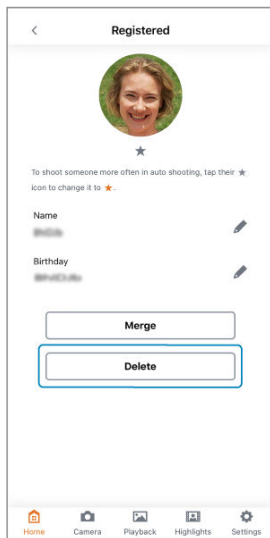 Registered
To shoot someone more often in auto shooting, tap their ★
icon to change it to ★.
Name
Birthday
Merge
Delete
Home Camera Playback Highlights Settings